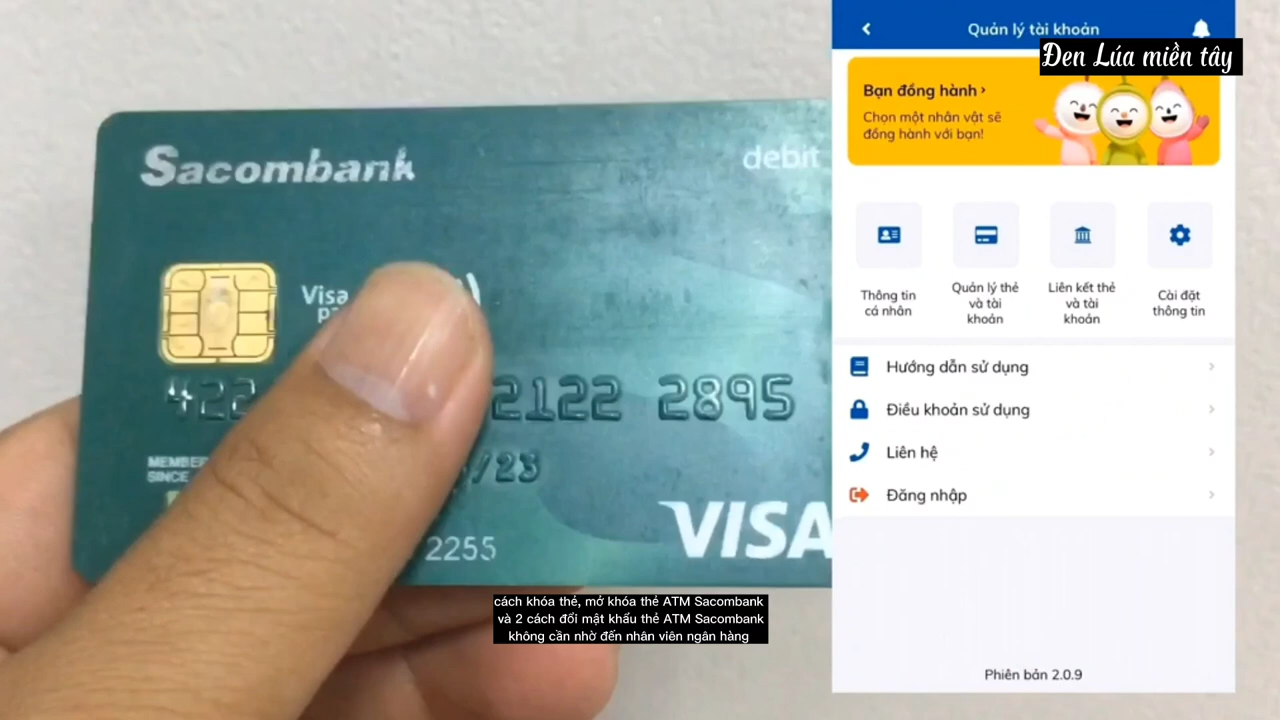 Sacombank
debit
Visa
422
2122 2895
MEMBER
SINCE
/23
2255
VISA
Quản lý tài khoản
Đen Lúa miền tây
Bạn đồng hành ›
Chọn một nhân vật sẽ
đồng hành với bạn!
Thông tin
cá nhân
Quản lý thẻ
và tài
khoản
Liên kết thẻ
và tài
khoản
Cài đặt
thông tin
Hướng dẫn sử dụng
Điều khoản sử dụng
Liên hệ
Đăng nhập
Phiên bản 2.0.9
cách khóa thẻ, mở khóa thẻ ATM Sacombank
và 2 cách đổi mật khẩu thẻ ATM Sacombank
không cần nhờ đến nhân viên ngân hàng